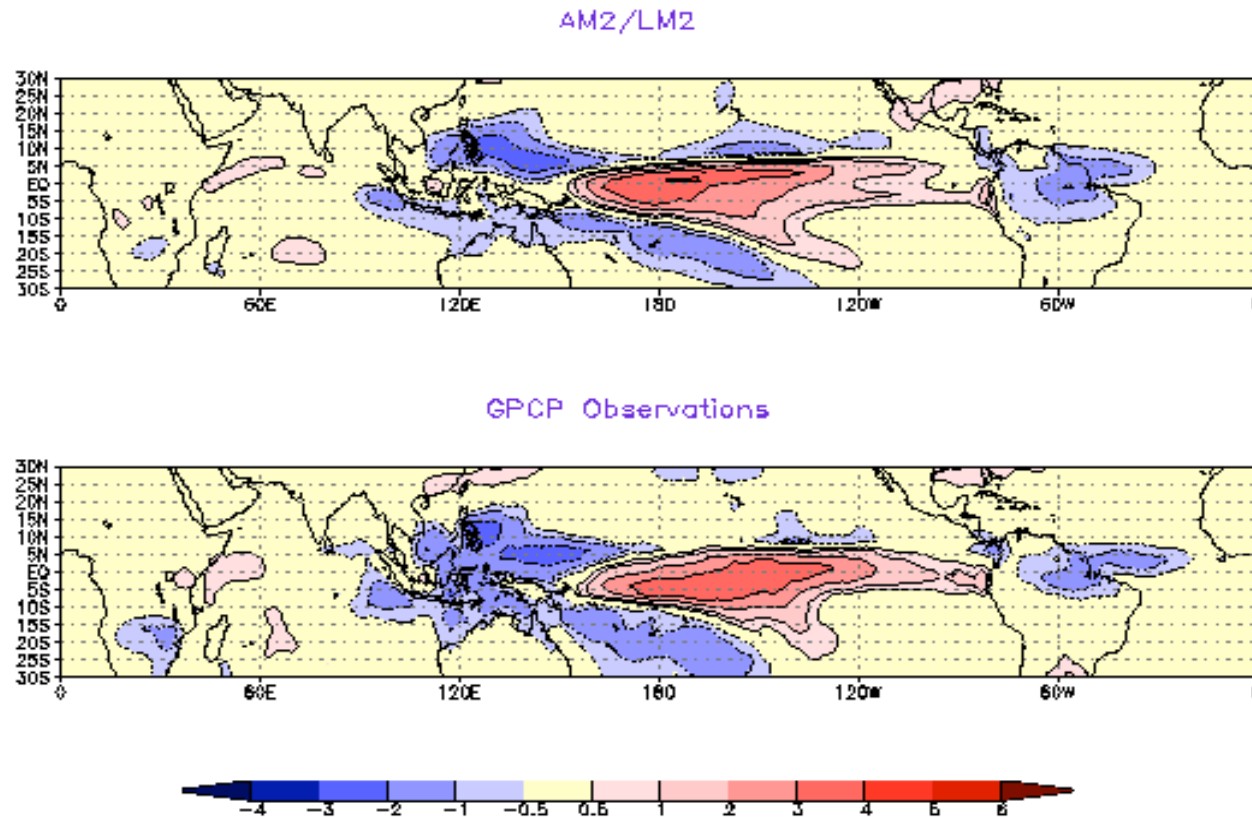 AM2/LM2
30N
25N
20N
15N
10N
5N
EQ
5S
10S
15S
20S
25S
30S
0 60E 120E 180 120W 60W
GPCP Observations
30N
25N
20N
15N
10N
5N
EQ
5S
10S
15S
20S
25S
30S
0 60E 120E 180 120W 60W
-4 -3 -2 -1 -0.5 0.5 1 2 3 4 5 6